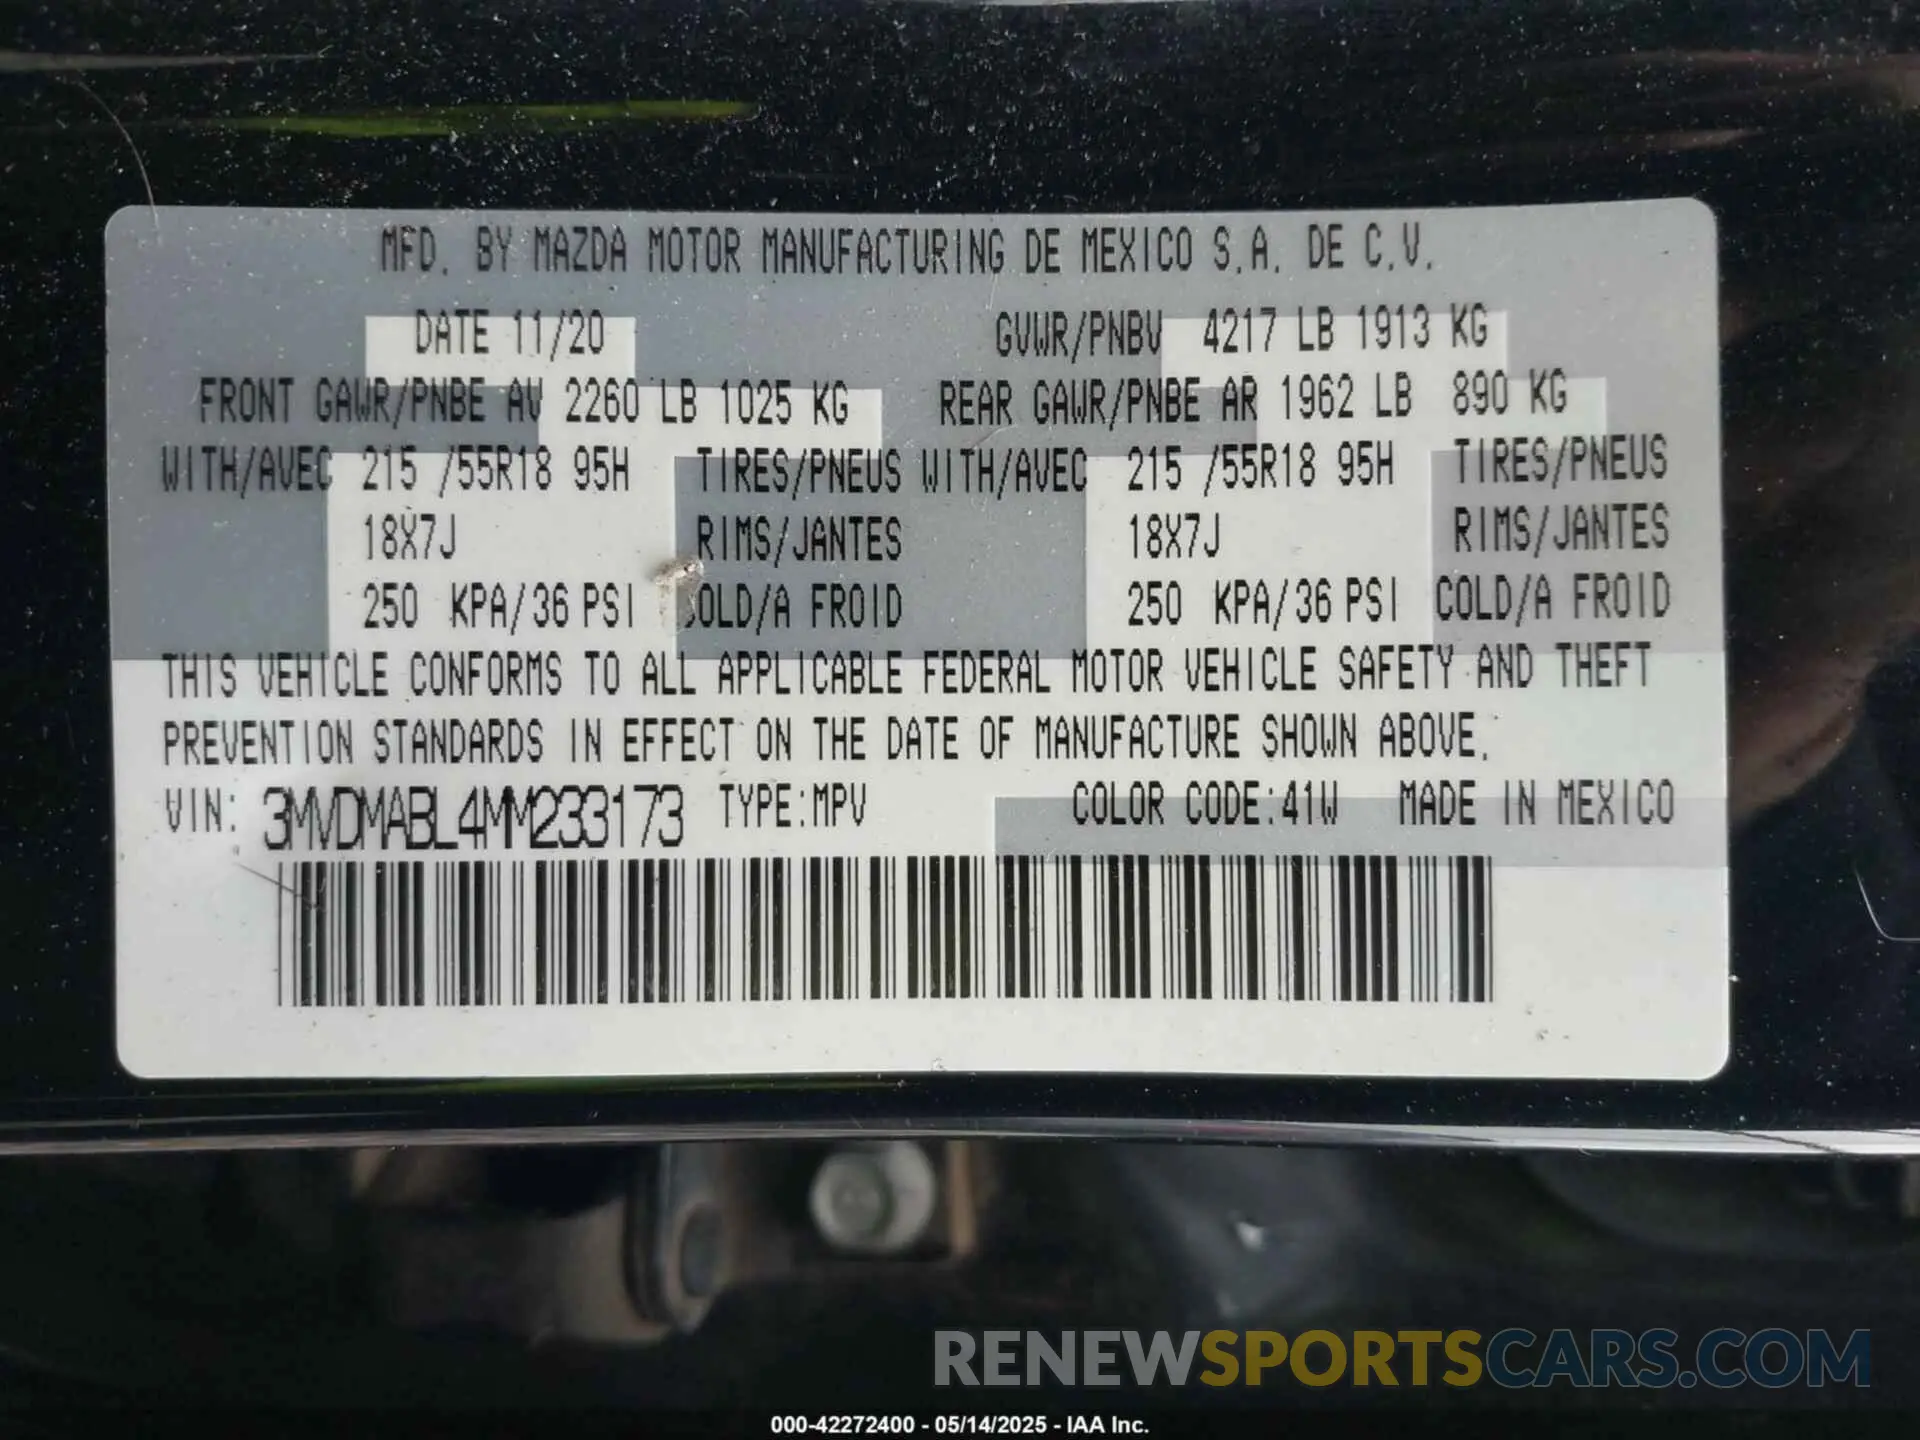 MFD. BY MAZDA MOTOR MANUFACTURING DE MEXICO S.A. DE C.V.
DATE 11/20 GVWR/PNBV 4217 LB 1913 KG
FRONT GAWR/PNBE AV 2260 LB 1025 KG REAR GAWR/PNBE AR 1962 LB 890 KG
WITH/AVEC 215 /55R18 95H TIRES/PNEUS WITH/AVEC 215 /55R18 95H TIRES/PNEUS
18X7J RIMS/JANTES 18X7J RIMS/JANTES
250 KPA/36 PSI COLD/A FROID 250 KPA/36 PSI COLD/A FROID
THIS VEHICLE CONFORMS TO ALL APPLICABLE FEDERAL MOTOR VEHICLE SAFETY AND THEFT
PREVENTION STANDARDS IN EFFECT ON THE DATE OF MANUFACTURE SHOWN ABOVE.
VIN: 3MVDMABL4MM233173 TYPE:MPV COLOR CODE:41W MADE IN MEXICO
RENEWSPORTSCARS.COM
000-42272400 - 05/14/2025 - IAA Inc.